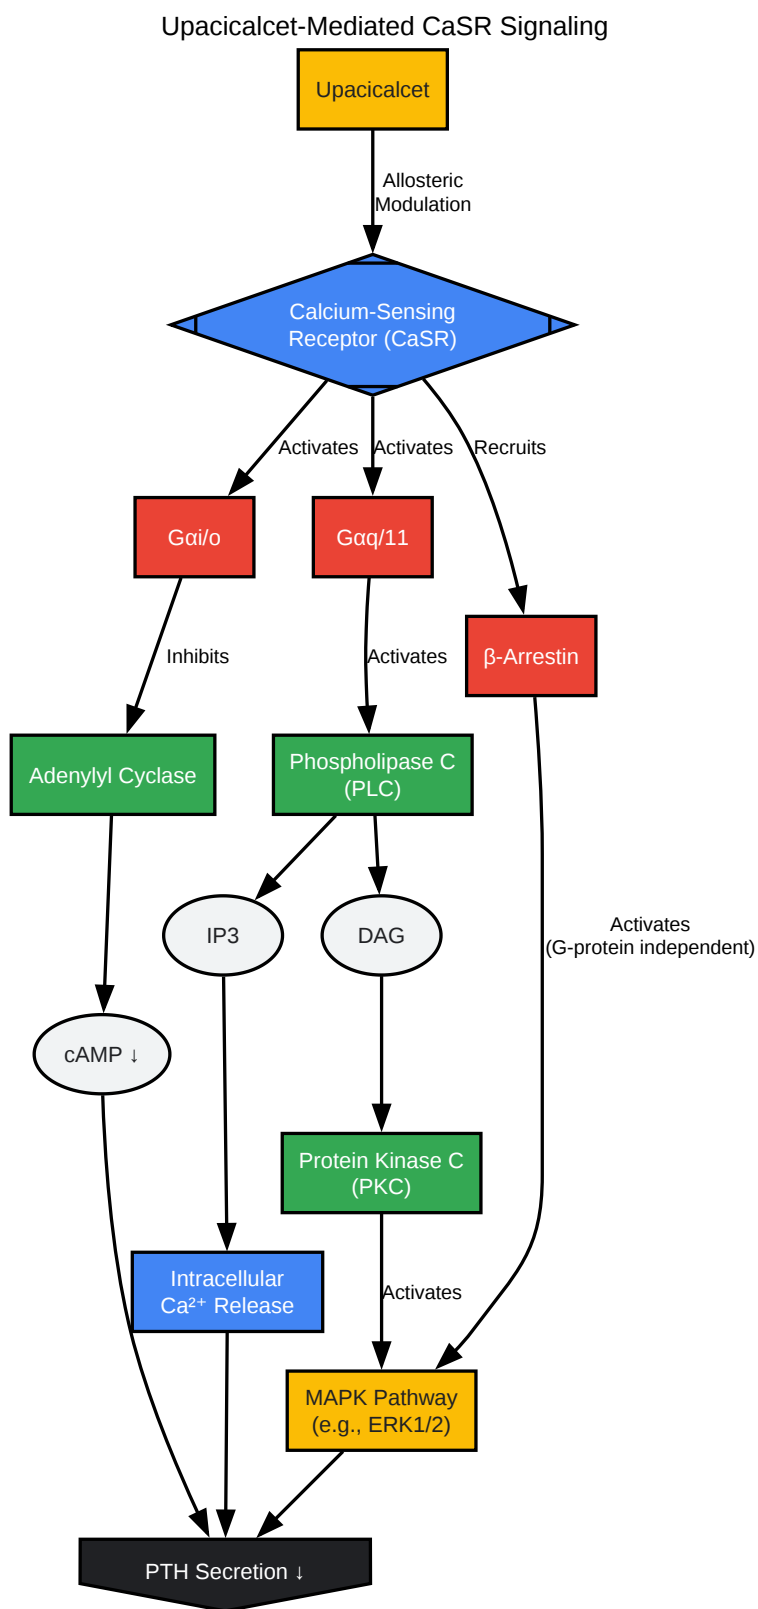 Upacicalcet-Mediated CaSR Signaling
Upacicalcet
Allosteric
Modulation
Calcium-Sensing
Receptor (CaSR)
Activates
Activates
Recruits
Gαi/o
Gαq/11
Inhibits
Activates
β-Arrestin
Adenylyl Cyclase
Phospholipase C
(PLC)
IP3
DAG
Activates
(G-protein independent)
cAMP ↓
Protein Kinase C
(PKC)
Intracellular
Ca²⁺ Release
Activates
MAPK Pathway
(e.g., ERK1/2)
PTH Secretion ↓